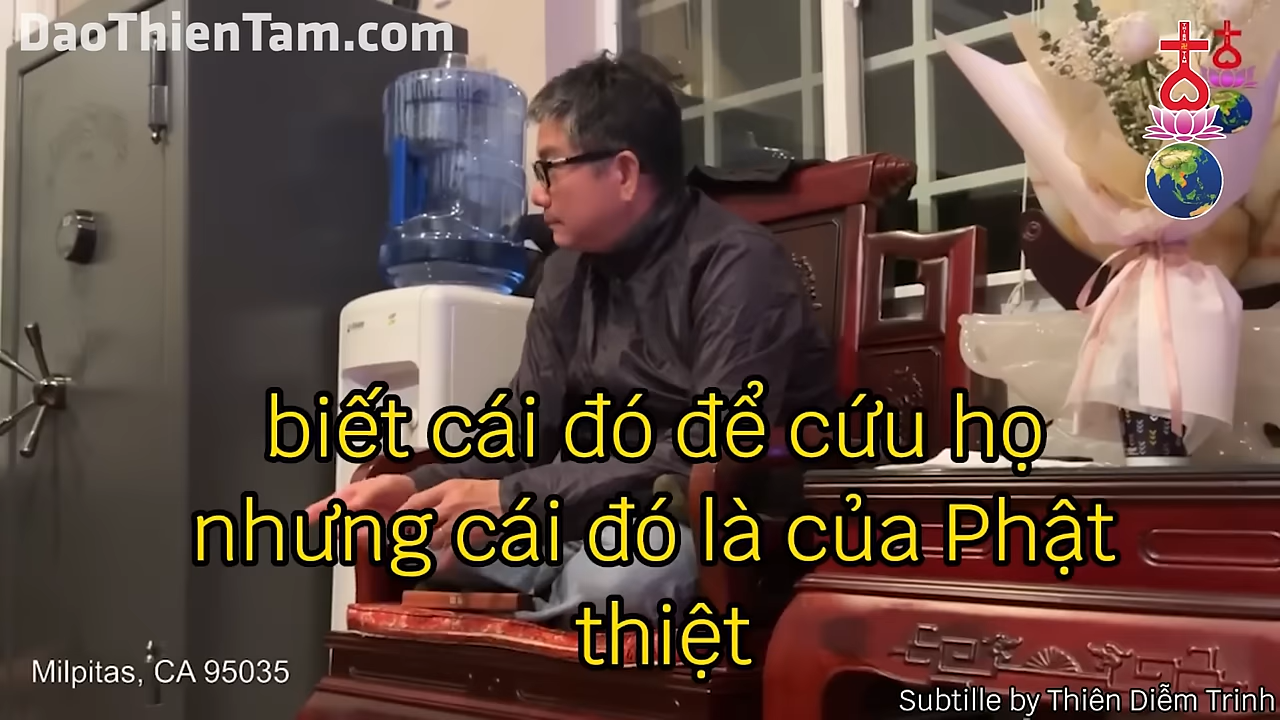 DaoThienTam.com
biết cái đó để cứu họ
nhưng cái đó là của Phật
thiệt
Milpitas, CA 95035
Subtille by Thiên Diễm Trinh